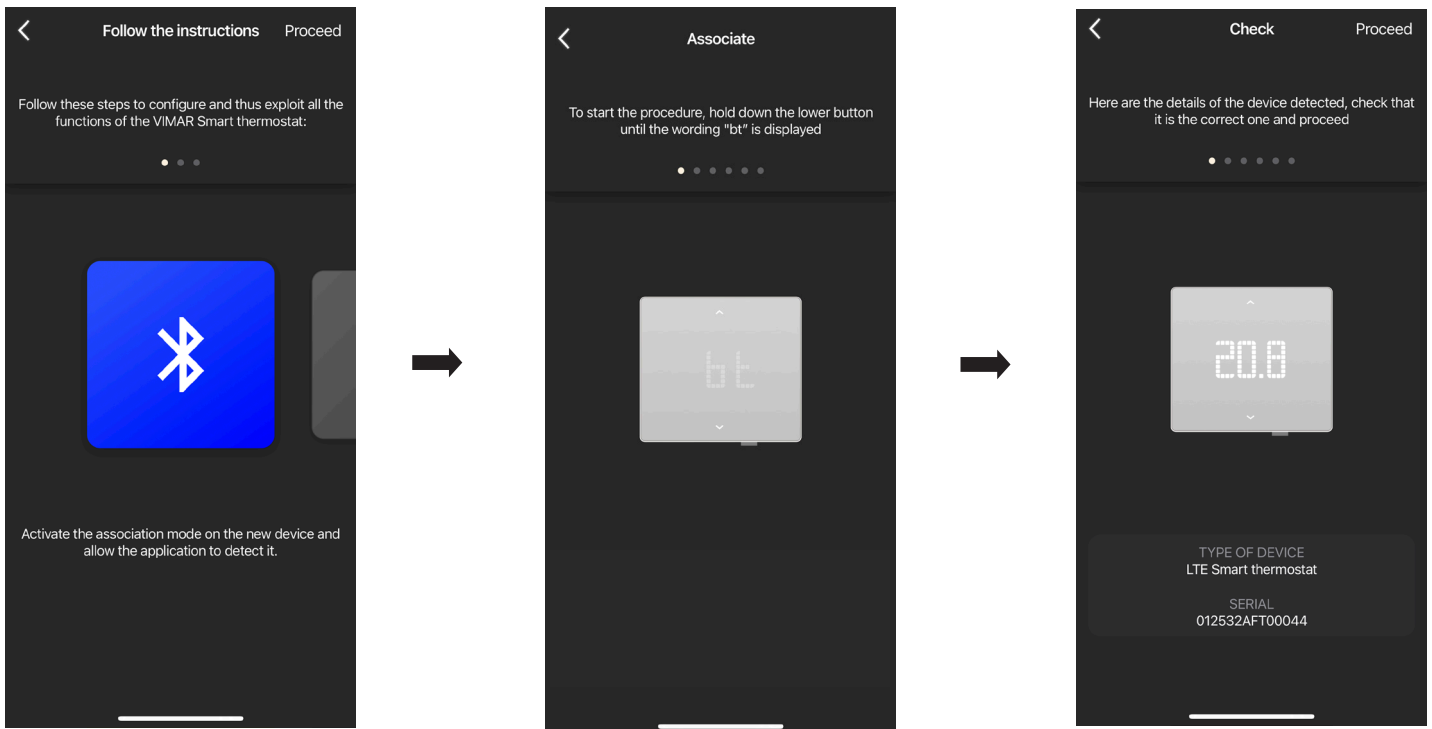 Follow the instructions
Proceed
Follow these steps to configure and thus exploit all the
functions of the VIMAR Smart thermostat:
Activate the association mode on the new device and
allow the application to detect it.
Associate
To start the procedure, hold down the lower button
until the wording "bt" is displayed
bt
Check
Proceed
Here are the details of the device detected, check that
it is the correct one and proceed
20.8
TYPE OF DEVICE
LTE Smart thermostat
SERIAL
012532AFT00044